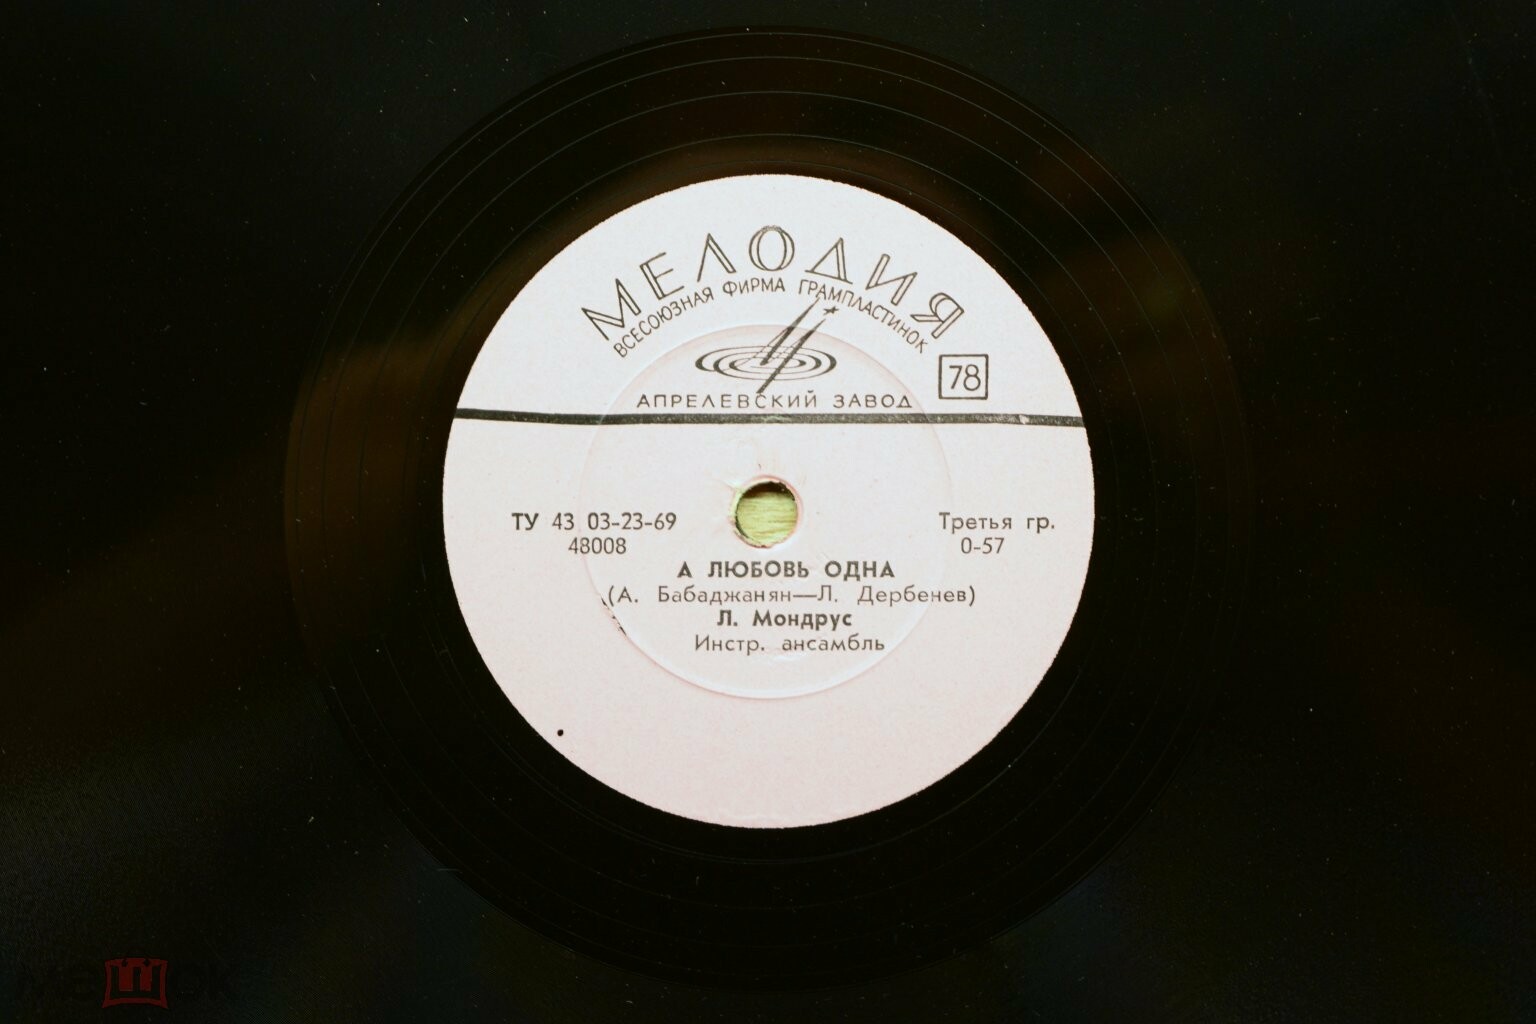 МЕЛОДИЯ
ВСЕСОЮЗНАЯ ФИРМА ГРАМПЛАСТИНОК
78
АПРЕЛЕВСКИЙ ЗАВОД
ТУ 43 03-23-69
48008
Третья гр.
0-57
А ЛЮБОВЬ ОДНА
(А. Бабаджанян—Л. Дербенев)
Л. Мондрус
Инстр. ансамбль
мешок